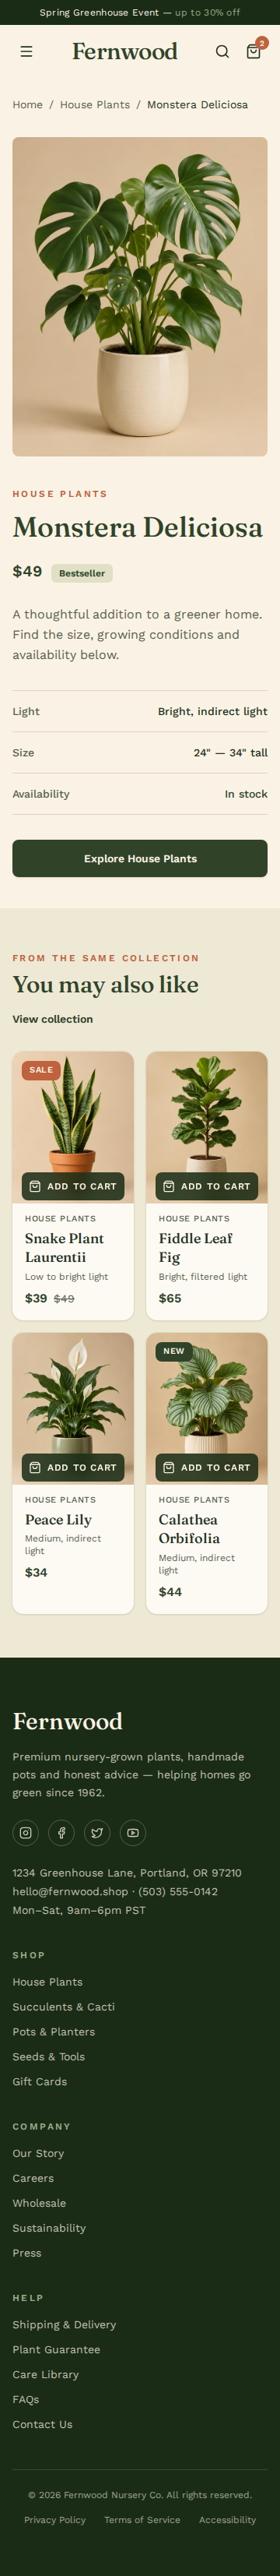 Spring Greenhouse Event — up to 30% off
Fernwood
2
Home / House Plants / Monstera Deliciosa
HOUSE PLANTS
Monstera Deliciosa
$49 Bestseller
A thoughtful addition to a greener home.
Find the size, growing conditions and
availability below.
Light Bright, indirect light
Size 24" — 34" tall
Availability In stock
Explore House Plants
FROM THE SAME COLLECTION
You may also like
View collection
SALE
ADD TO CART
HOUSE PLANTS
Snake Plant
Laurentii
Low to bright light
$39 $49
ADD TO CART
HOUSE PLANTS
Fiddle Leaf
Fig
Bright, filtered light
$65
ADD TO CART
HOUSE PLANTS
Peace Lily
Medium, indirect
light
$34
NEW
ADD TO CART
HOUSE PLANTS
Calathea
Orbifolia
Medium, indirect
light
$44
Fernwood
Premium nursery-grown plants, handmade
pots and honest advice — helping homes go
green since 1962.
1234 Greenhouse Lane, Portland, OR 97210
hello@fernwood.shop · (503) 555-0142
Mon–Sat, 9am–6pm PST
SHOP
House Plants
Succulents & Cacti
Pots & Planters
Seeds & Tools
Gift Cards
COMPANY
Our Story
Careers
Wholesale
Sustainability
Press
HELP
Shipping & Delivery
Plant Guarantee
Care Library
FAQs
Contact Us
© 2026 Fernwood Nursery Co. All rights reserved.
Privacy Policy Terms of Service Accessibility